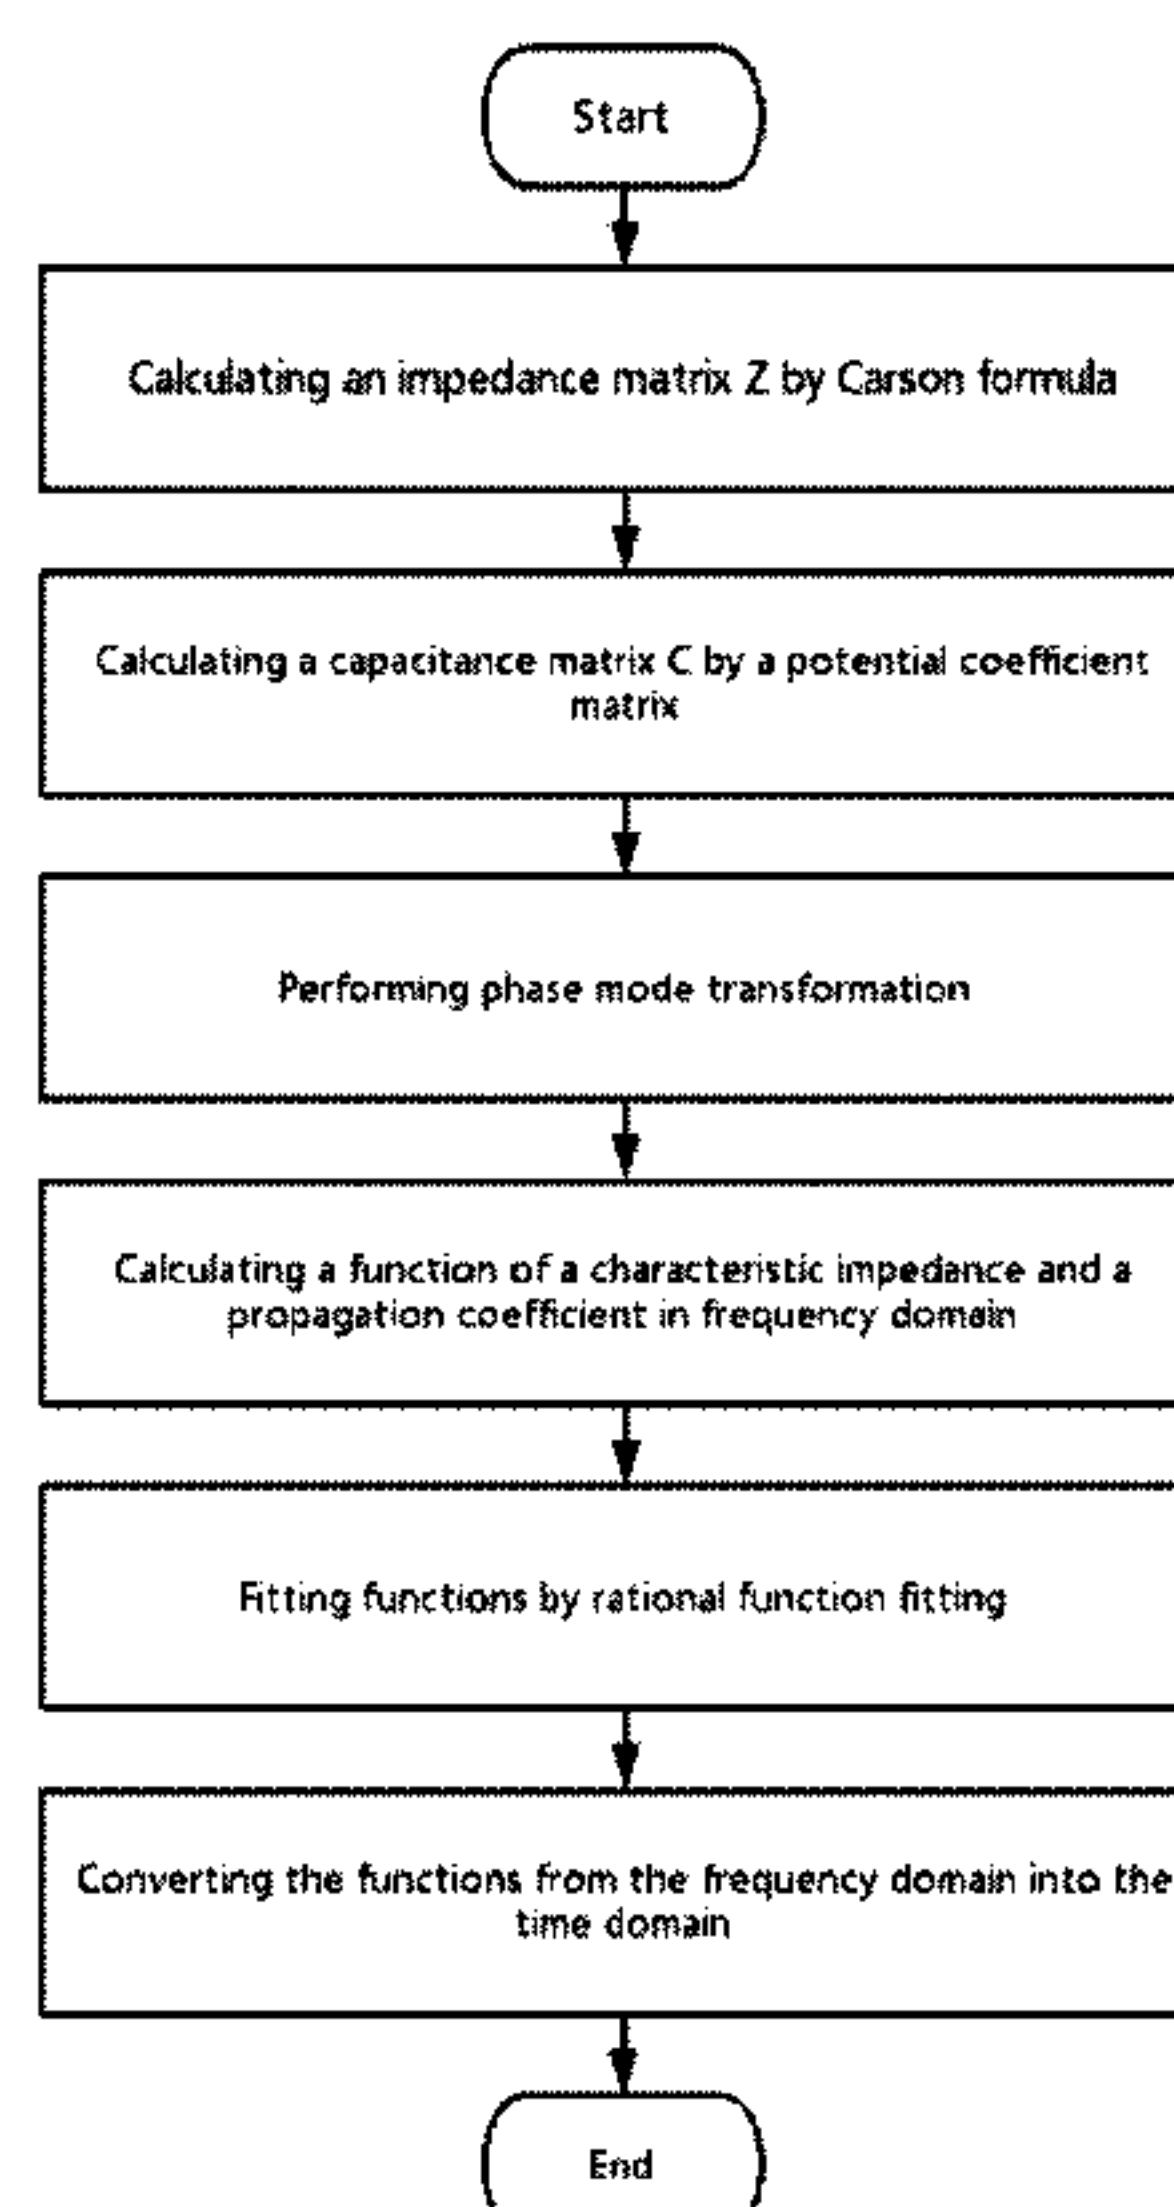 Start
Calculating an impedance matrix Z by Carson formula
Calculating a capacitance matrix C by a potential coefficient
matrix
Performing phase mode transformation
Calculating a function of a characteristic impedance and a
propagation coefficient in frequency domain
Fitting functions by rational function fitting
Converting the functions from the frequency domain into the
time domain
End